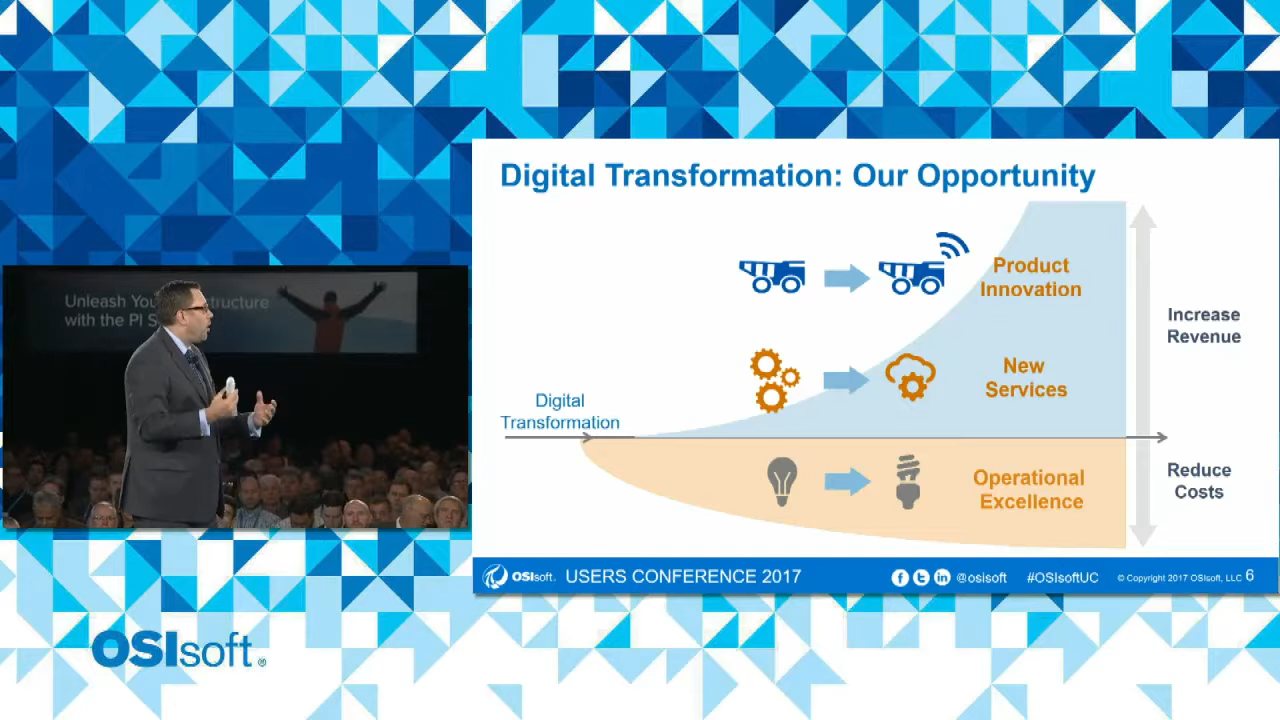 Digital Transformation: Our Opportunity
Product
Innovation
Increase
Revenue
New
Services
Digital
Transformation
Operational
Excellence
Reduce
Costs
OSIsoft. USERS CONFERENCE 2017
@osisoft #OSIsoftUC © Copyright 2017 OSIsoft, LLC 6
Unleash You structure
with the PI S
OSIsoft®